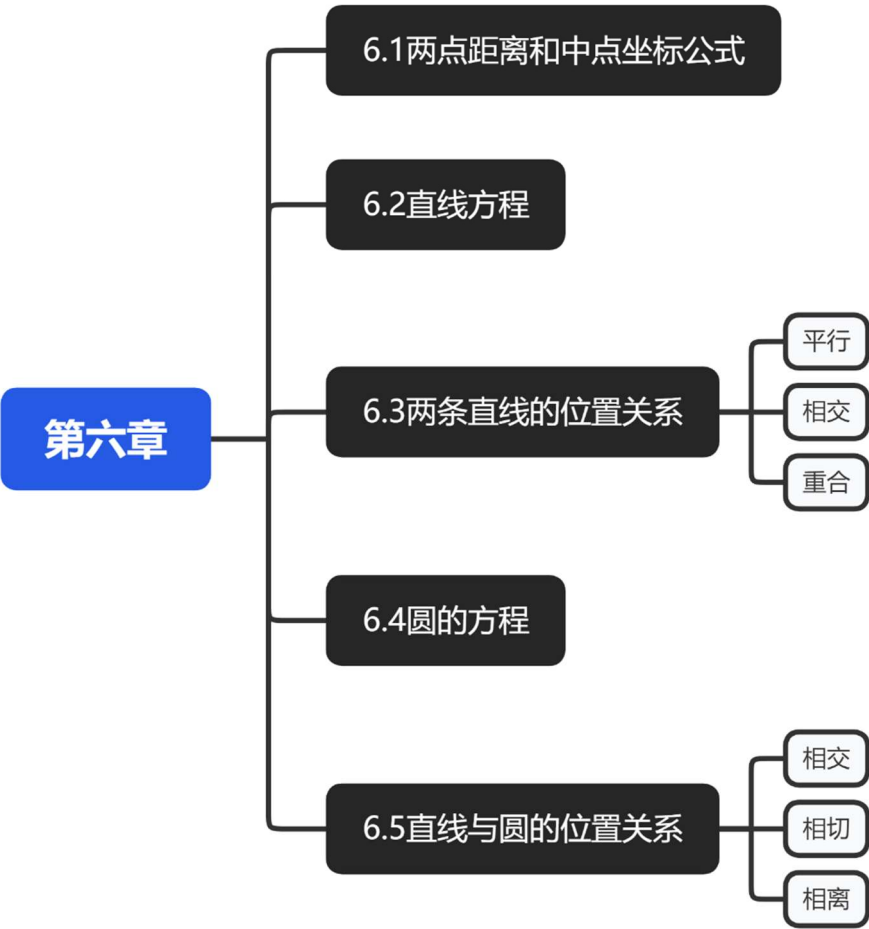 第六章
6.1两点距离和中点坐标公式
6.2直线方程
6.3两条直线的位置关系
平行
相交
重合
6.4圆的方程
6.5直线与圆的位置关系
相交
相切
相离